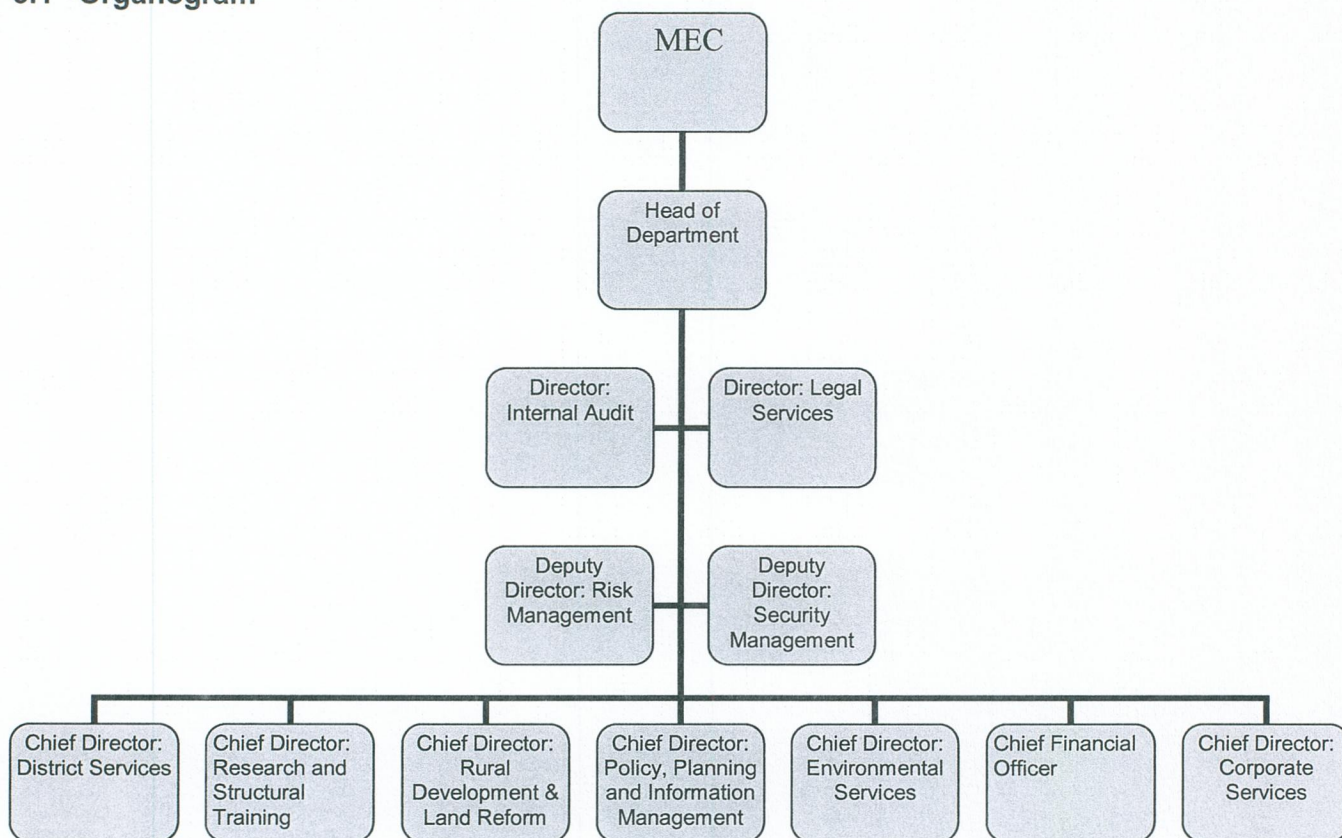 MEC
Head of
Department
Director:
Internal Audit
Director: Legal
Services
Deputy
Director: Risk
Management
Deputy
Director:
Security
Management
Chief Director:
District Services
Chief Director:
Research and
Structural
Training
Chief Director:
Rural
Development &
Land Reform
Chief Director:
Policy, Planning
and Information
Management
Chief Director:
Environmental
Services
Chief Financial
Officer
Chief Director:
Corporate
Services